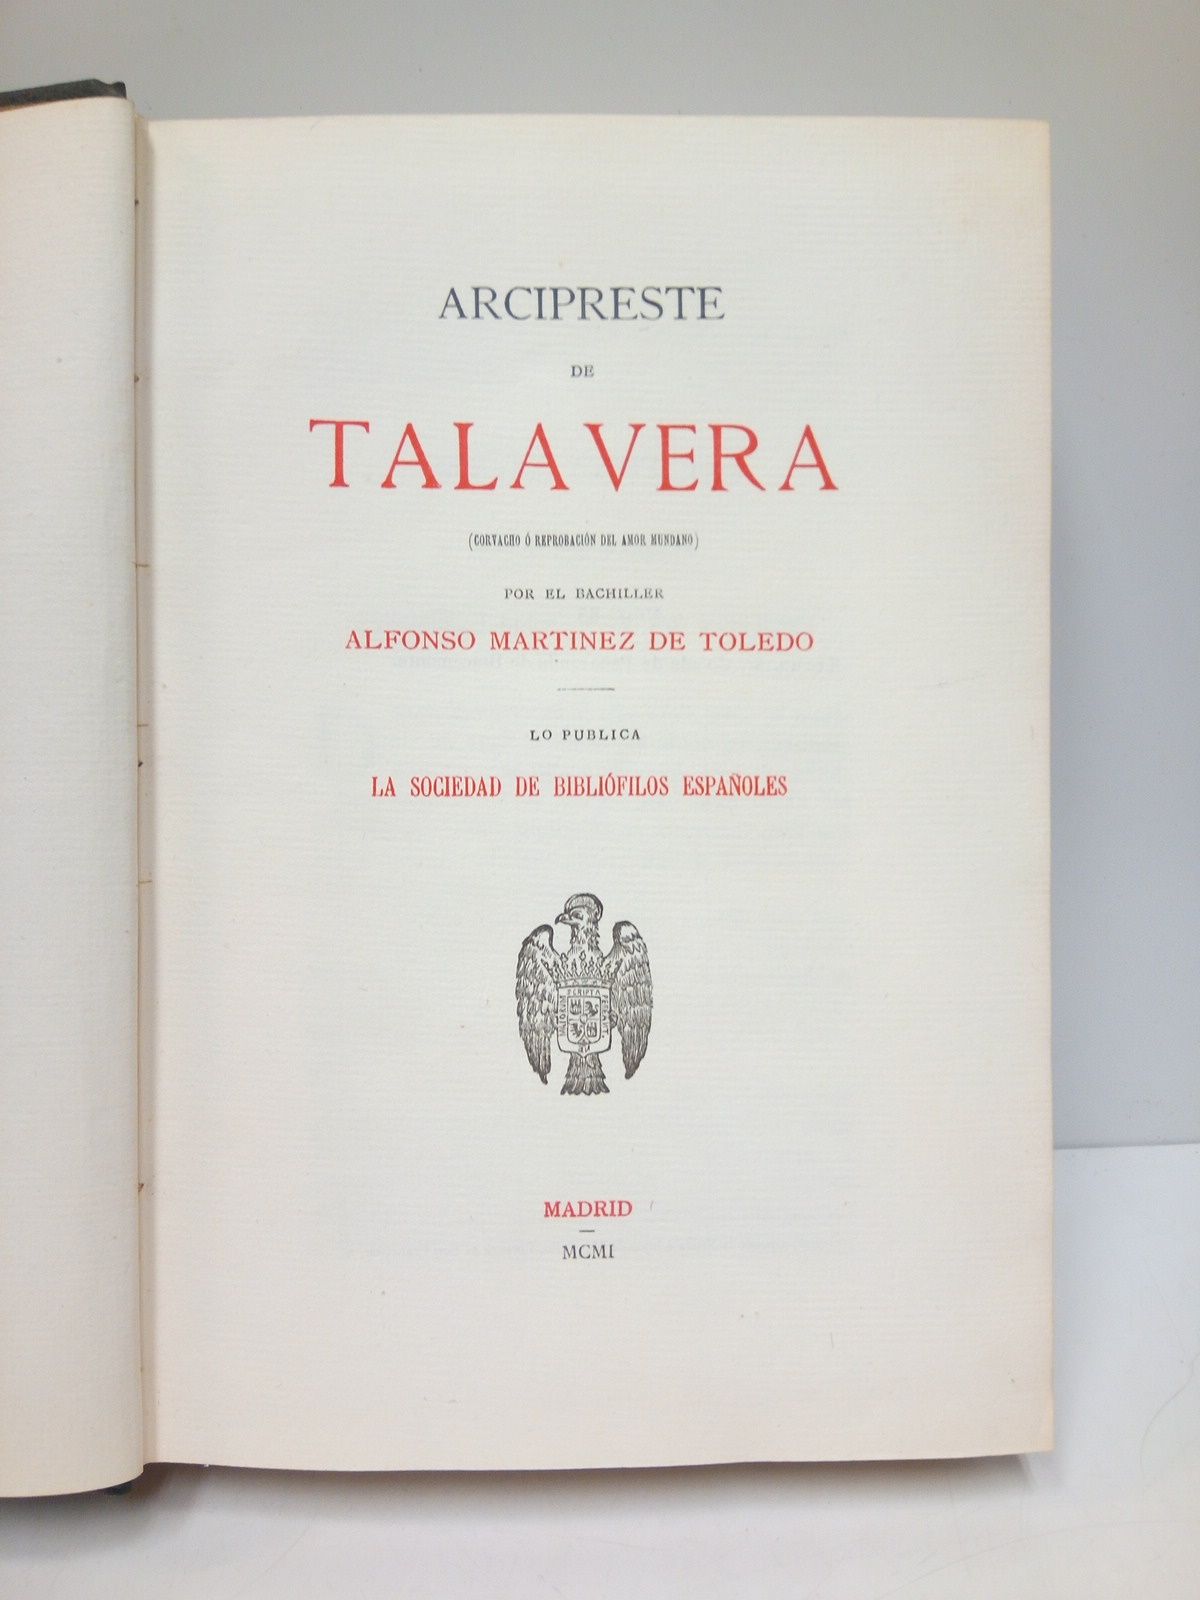 ARCIPRESTE
DE
TALAVERA
(CORVACHO Ó REPROBACIÓN DEL AMOR MUNDANO)
POR EL BACHILLER
ALFONSO MARTINEZ DE TOLEDO
LO PUBLICA
LA SOCIEDAD DE BIBLIÓFILOS ESPAÑOLES
SCRIPTA
MADRID
MCMI